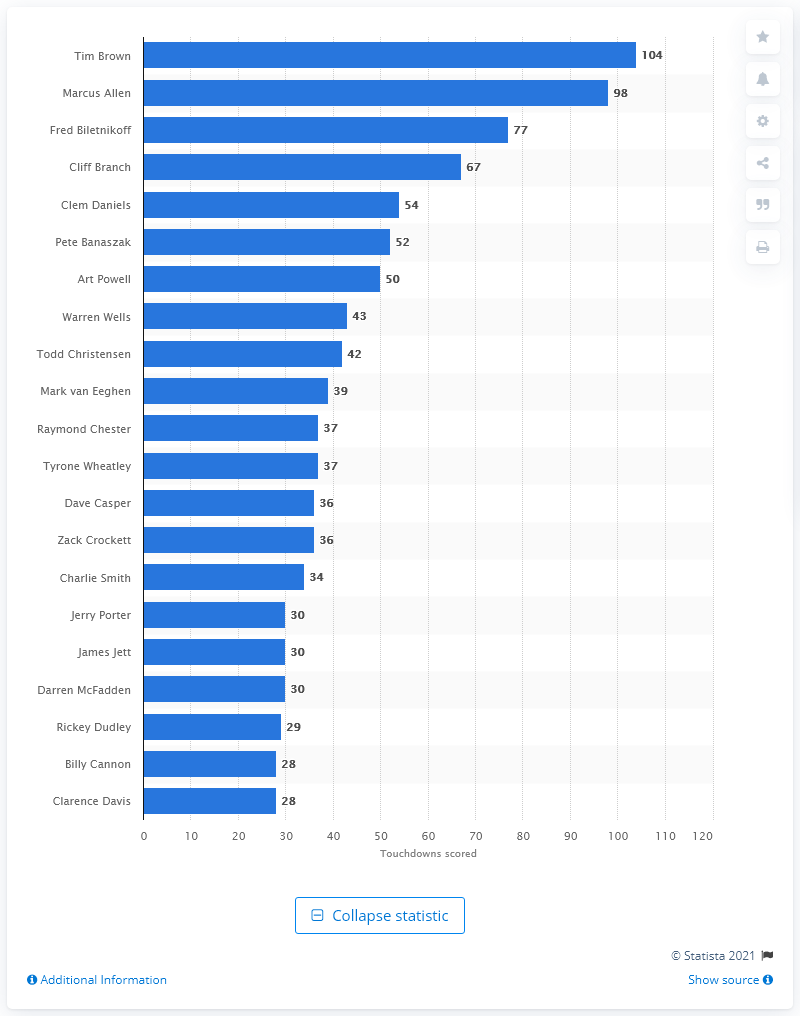 Tim Brown 104
Marcus Allen 98
Fred Biletnikoff 77
Cliff Branch 67
Clem Daniels 54
Pete Banaszak 52
Art Powell 50
Warren Wells 43
Todd Christensen 42
Mark van Eeghen 39
Raymond Chester 37
Tyrone Wheatley 37
Dave Casper 36
Zack Crockett 36
Charlie Smith 34
Jerry Porter 30
James Jett 30
Darren McFadden 30
Rickey Dudley 29
Billy Cannon 28
Clarence Davis 28
0 10 20 30 40 50 60 70 80 90 100 110 120
Touchdowns scored
Collapse statistic
© Statista 2021
Additional Information Show source